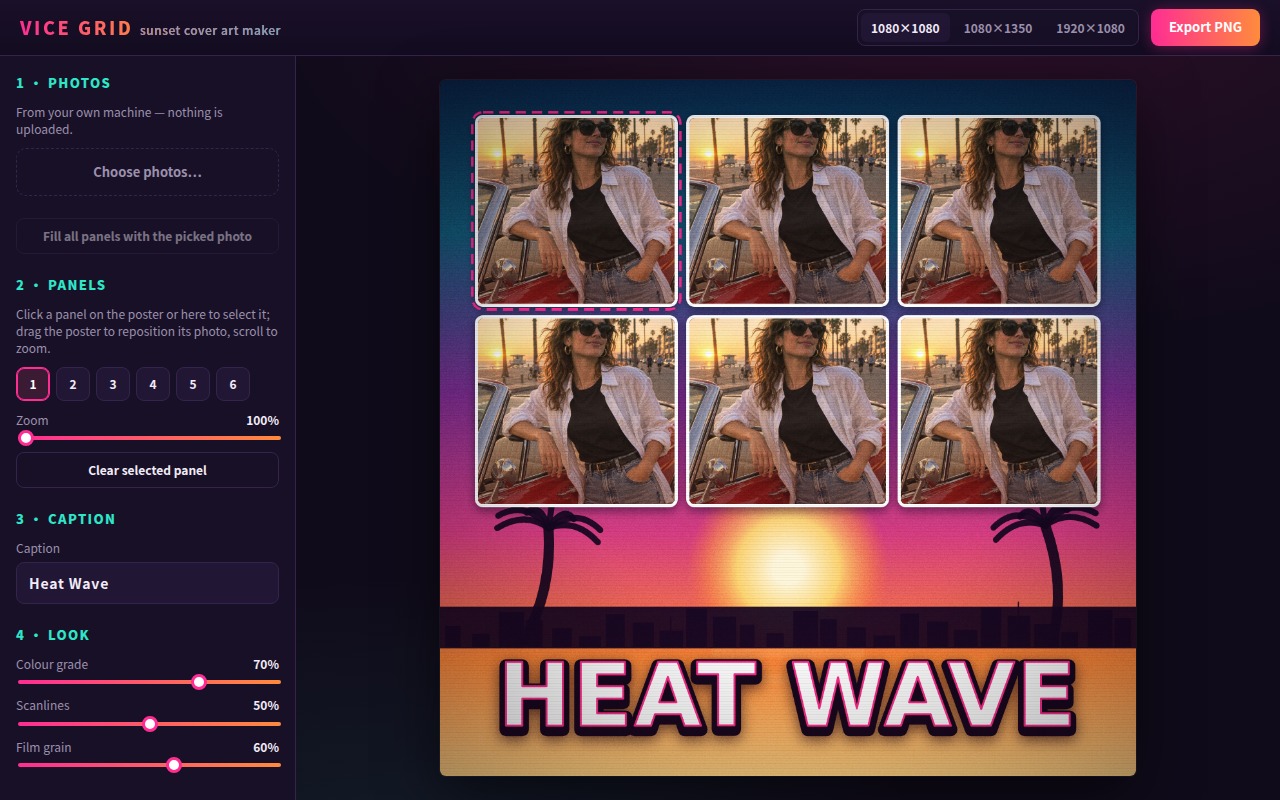 VICE GRID sunset cover art maker
1080×1080 1080×1350 1920×1080 Export PNG
1 • PHOTOS
From your own machine — nothing is
uploaded.
Choose photos…
Fill all panels with the picked photo
2 • PANELS
Click a panel on the poster or here to select it;
drag the poster to reposition its photo, scroll to
zoom.
1 2 3 4 5 6
Zoom 100%
Clear selected panel
3 • CAPTION
Caption
Heat Wave
4 • LOOK
Colour grade 70%
Scanlines 50%
Film grain 60%
HEAT WAVE